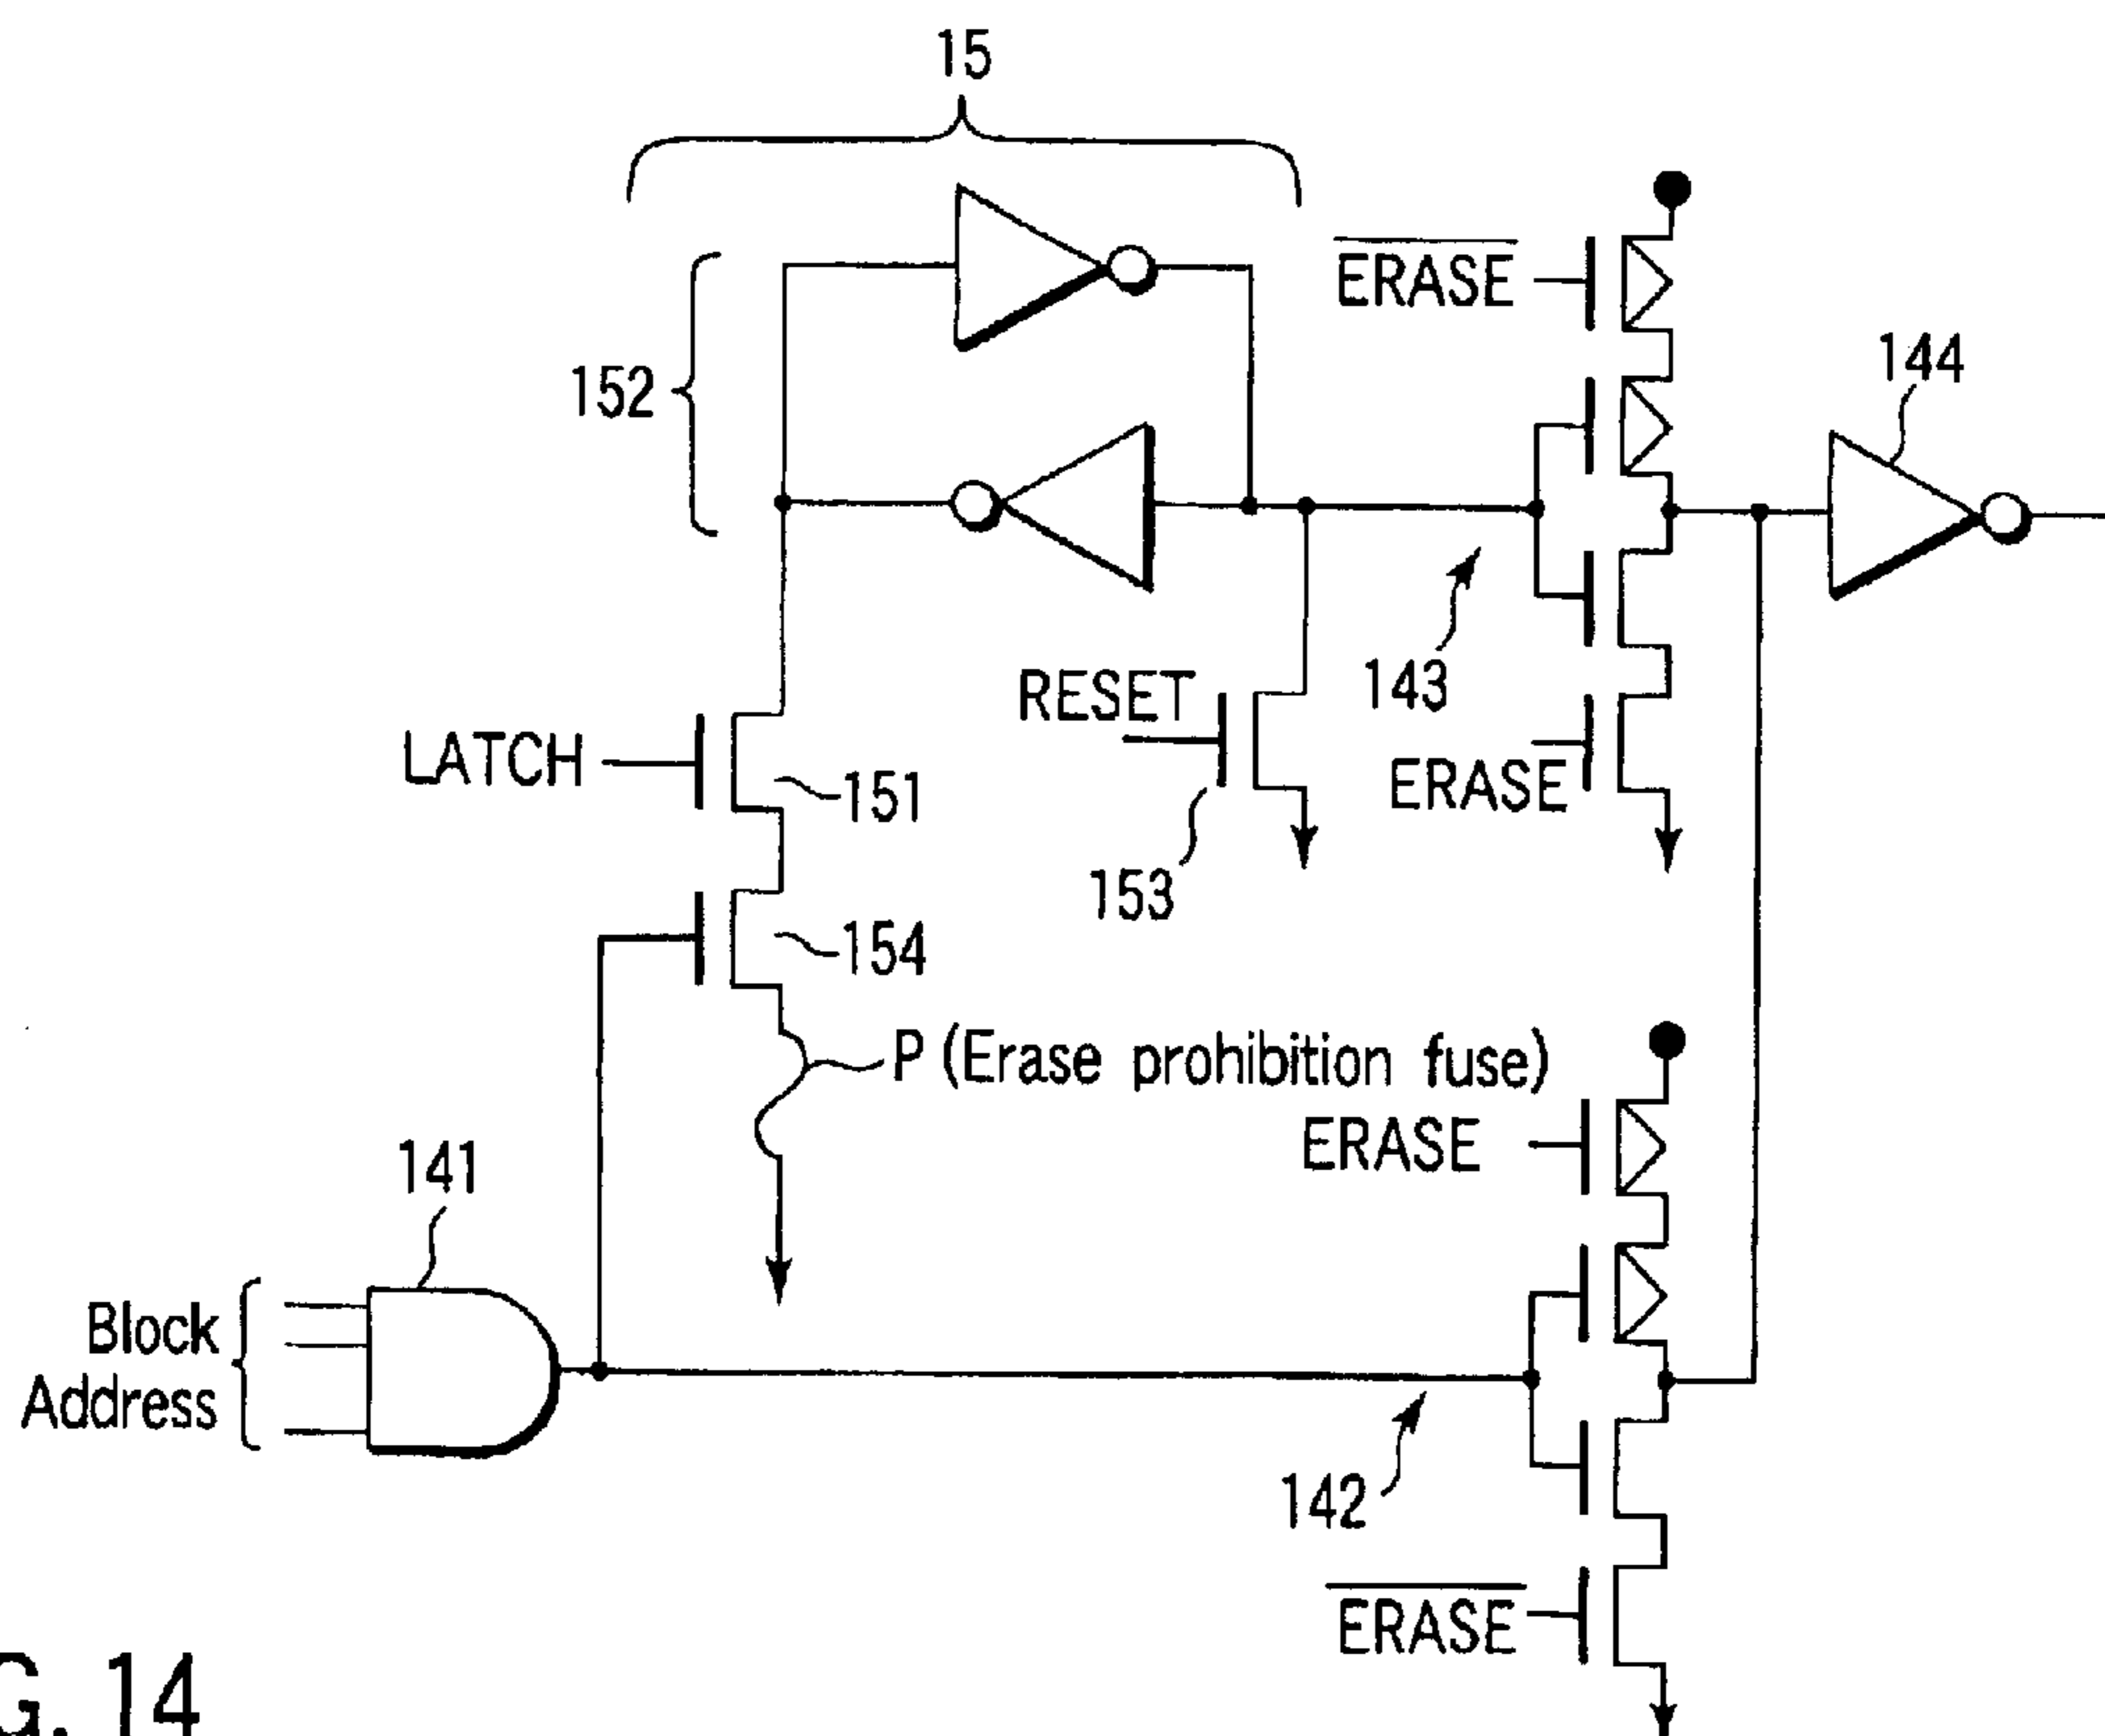 15
152
ERASE
144
LATCH
151
RESET
143
153
ERASE
154
P (Erase prohibition fuse)
ERASE
141
Block
Address
142
ERASE
G. 14